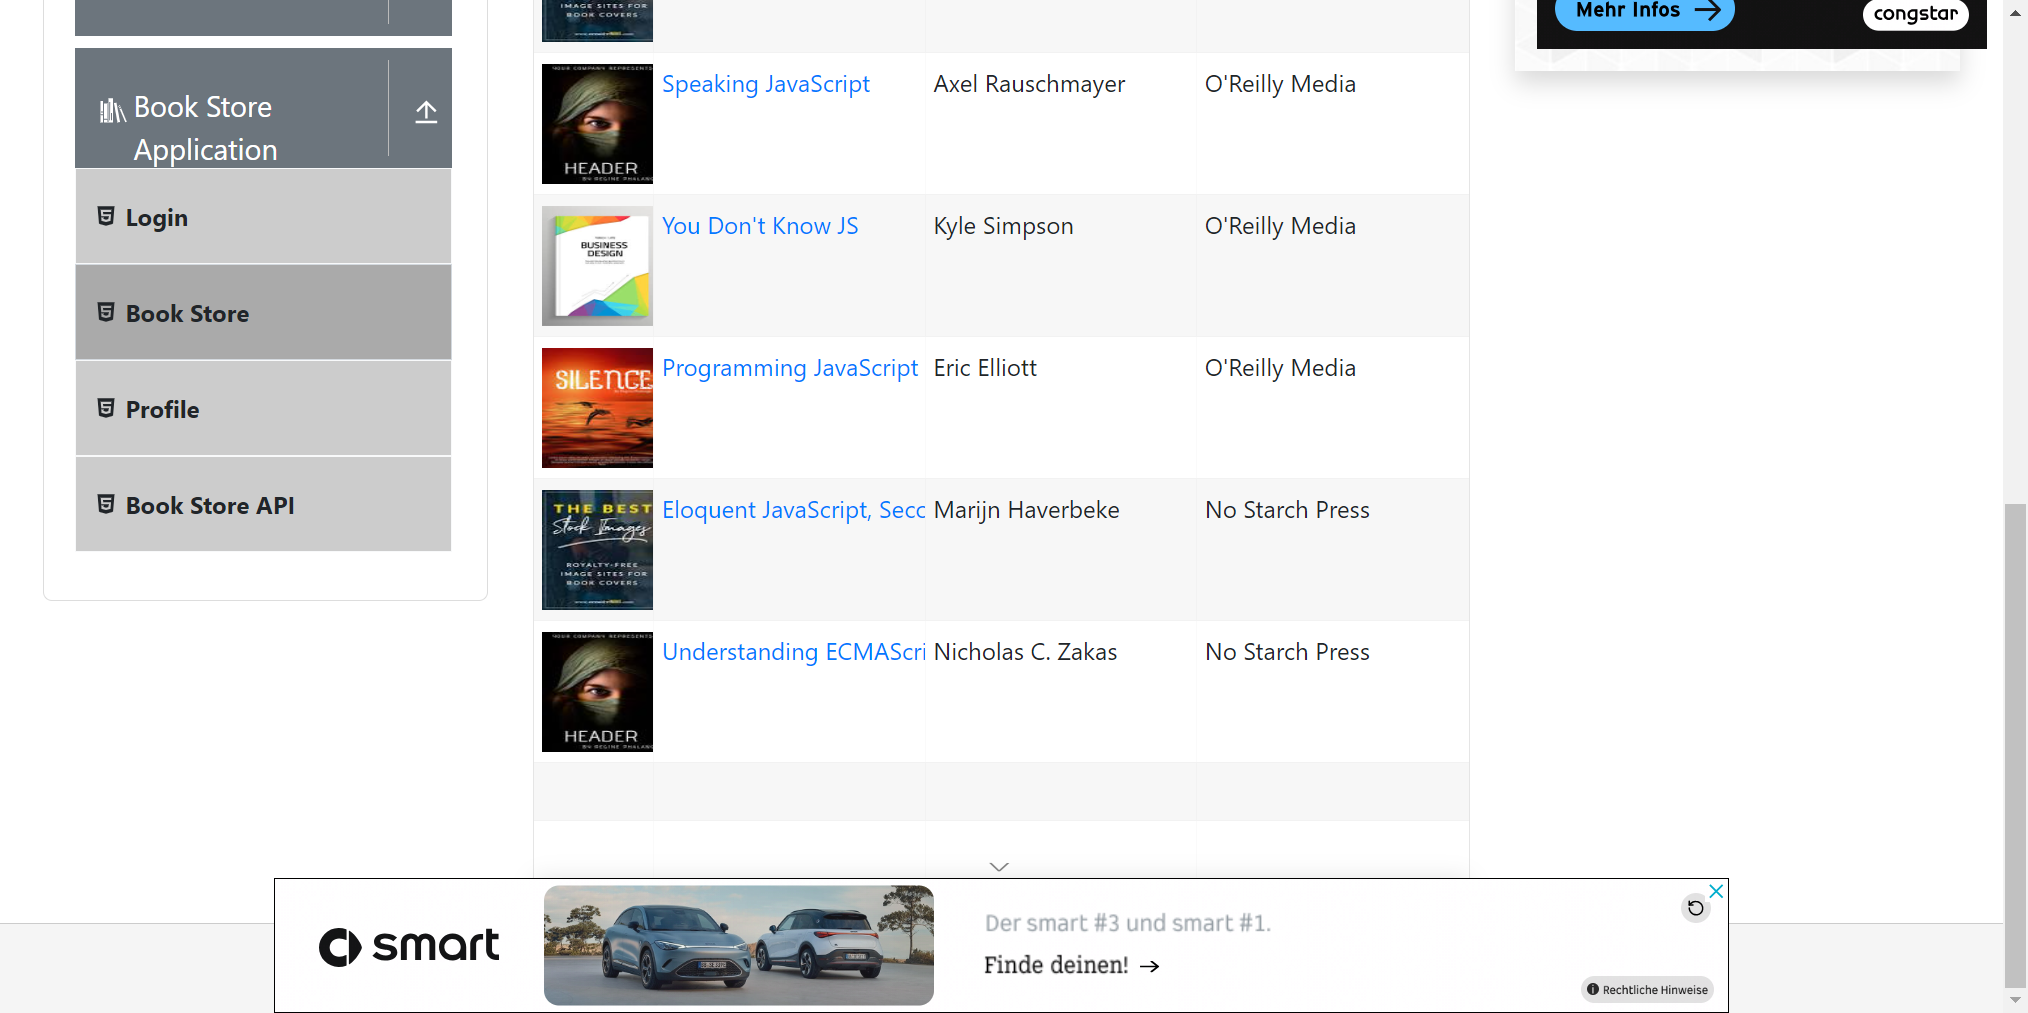 IMAGE SITES FOR
BOOK COVERS
Mehr Infos
congstar
Book Store
Application
Login
Book Store
Profile
Book Store API
Speaking JavaScript
Axel Rauschmayer
O'Reilly Media
HEADER
You Don't Know JS
Kyle Simpson
O'Reilly Media
BUSINESS
DESIGN
Programming JavaScript
Eric Elliott
O'Reilly Media
SILENCE
Eloquent JavaScript, Seco
Marijn Haverbeke
No Starch Press
THE BEST
Stock Images
ROYALTY-FREE
IMAGE SITES FOR
BOOK COVERS
Understanding ECMAScri
Nicholas C. Zakas
No Starch Press
HEADER
smart
Der smart #3 und smart #1.
Finde deinen!
Rechtliche Hinweise